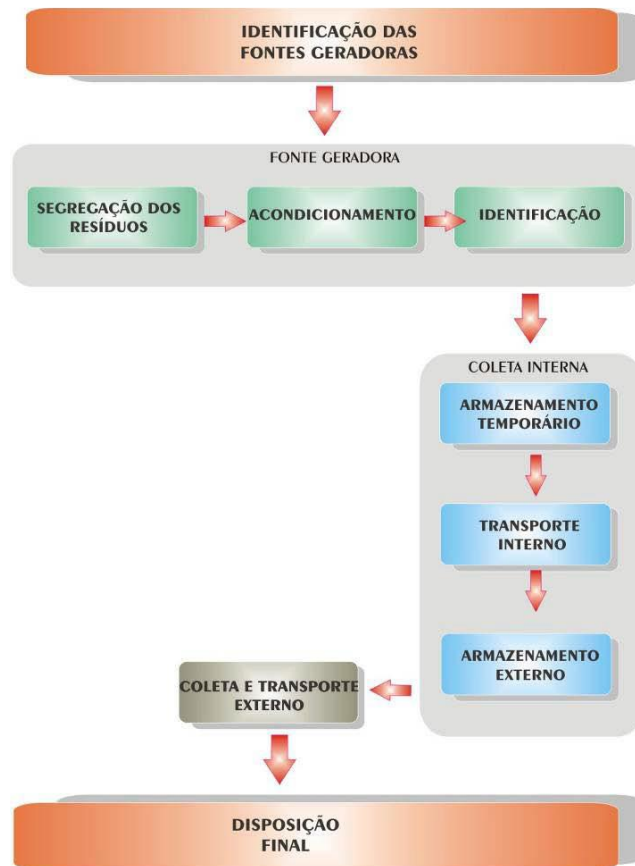 IDENTIFICAÇÃO DAS
FONTES GERADORAS
FONTE GERADORA
SEGREGAÇÃO DOS
RESÍDUOS
ACONDICIONAMENTO
IDENTIFICAÇÃO
COLETA INTERNA
ARMAZENAMENTO
TEMPORÁRIO
TRANSPORTE
INTERNO
ARMAZENAMENTO
EXTERNO
COLETA E TRANSPORTE
EXTERNO
DISPOSIÇÃO
FINAL